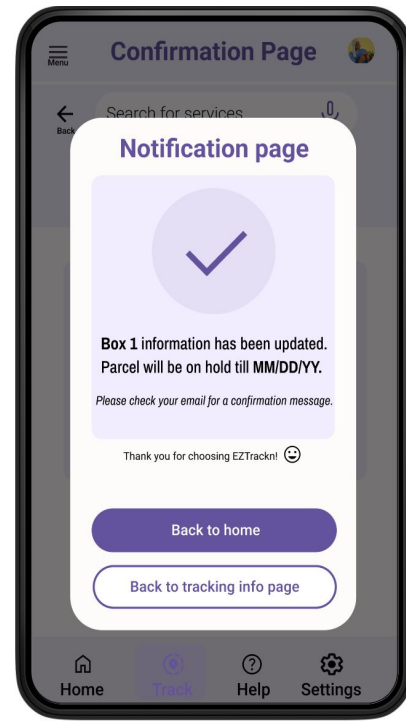 Menu
Confirmation Page
Back
Search for services
Notification page
Box 1 information has been updated.
Parcel will be on hold till MM/DD/YY.
Please check your email for a confirmation message.
Thank you for choosing EZTrackn!
Back to home
Back to tracking info page
Home
Track
Help
Settings